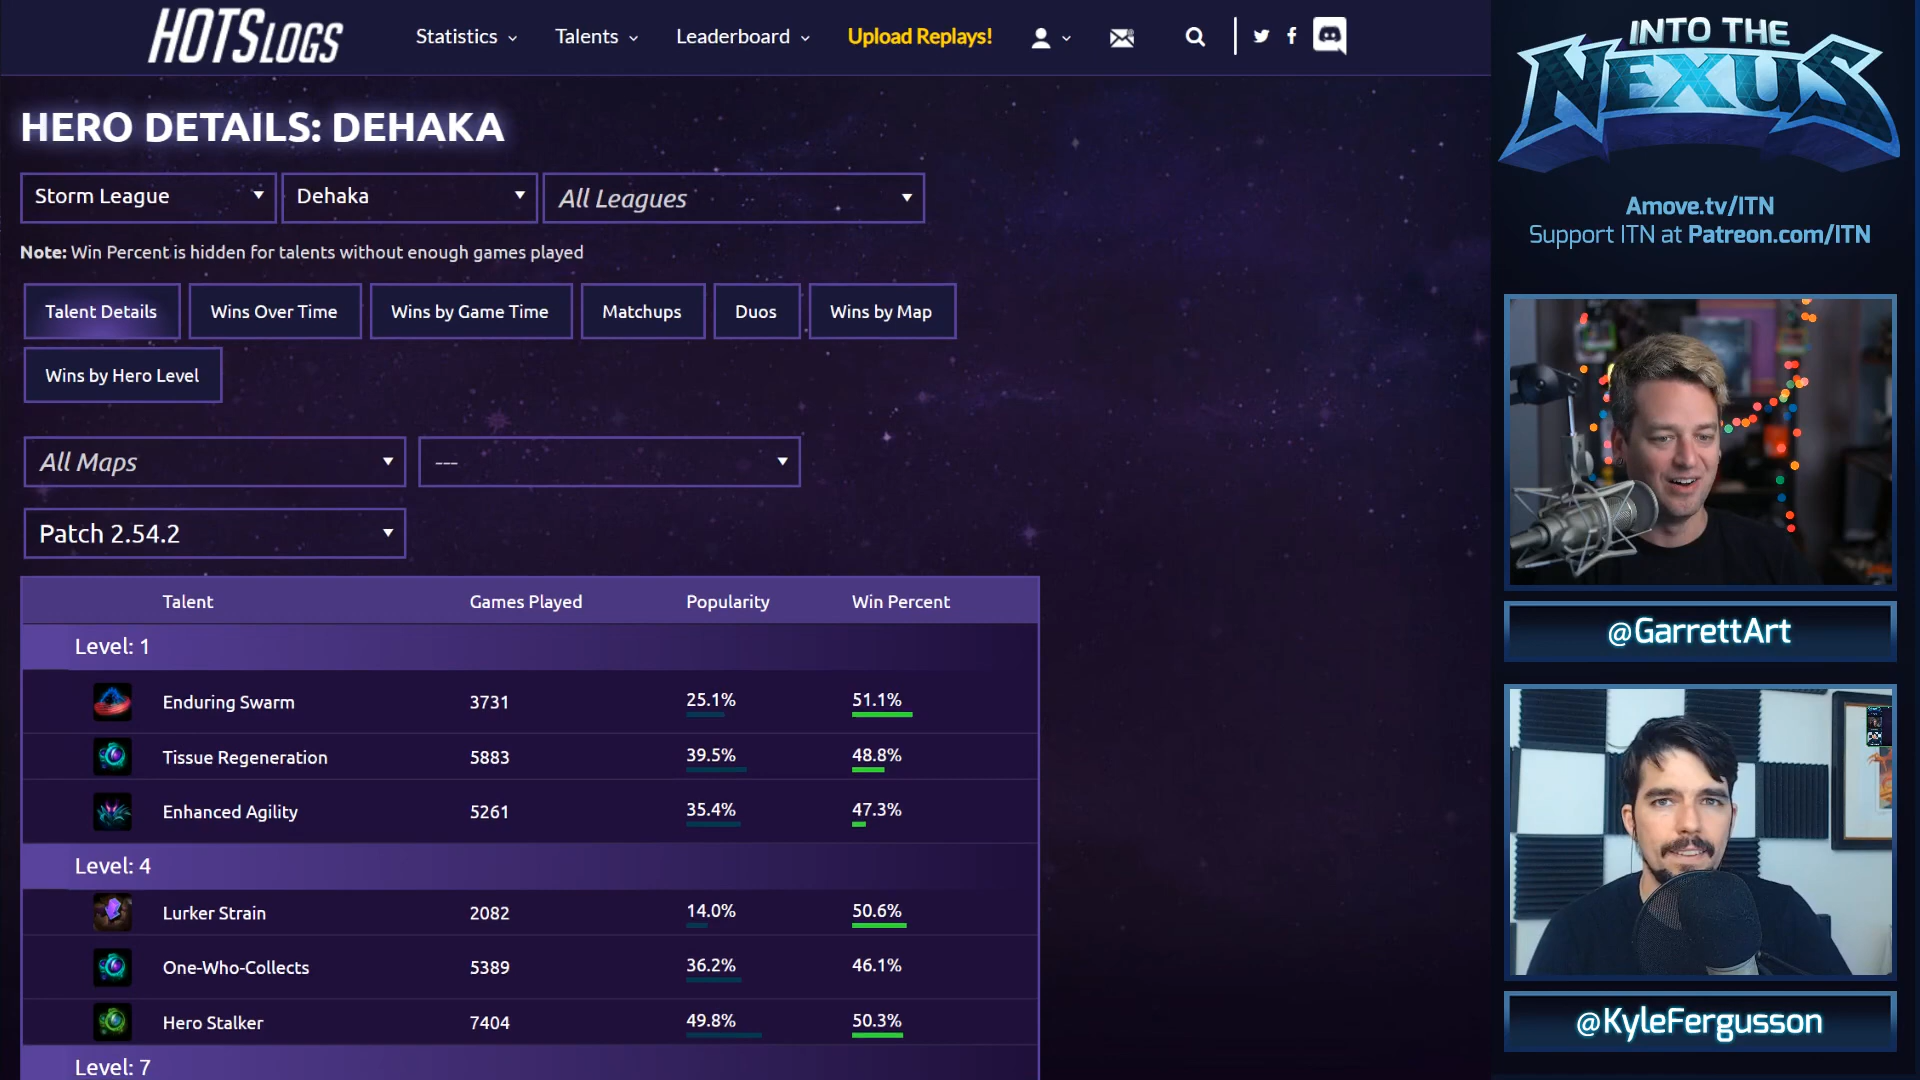 HOTSLOGS
Statistics
Talents
Leaderboard
Upload Replays!
HERO DETAILS: DEHAKA
Storm League
Dehaka
All Leagues
Note: Win Percent is hidden for talents without enough games played
Talent Details
Wins Over Time
Wins by Game Time
Matchups
Duos
Wins by Map
Wins by Hero Level
All Maps
---
Patch 2.54.2
Talent Games Played Popularity Win Percent
Level: 1
Enduring Swarm 3731 25.1% 51.1%
Tissue Regeneration 5883 39.5% 48.8%
Enhanced Agility 5261 35.4% 47.3%
Level: 4
Lurker Strain 2082 14.0% 50.6%
One-Who-Collects 5389 36.2% 46.1%
Hero Stalker 7404 49.8% 50.3%
Level: 7
INTO THE
NEXUS
Amove.tv/ITN
Support ITN at Patreon.com/ITN
@GarrettArt
@KyleFergusson